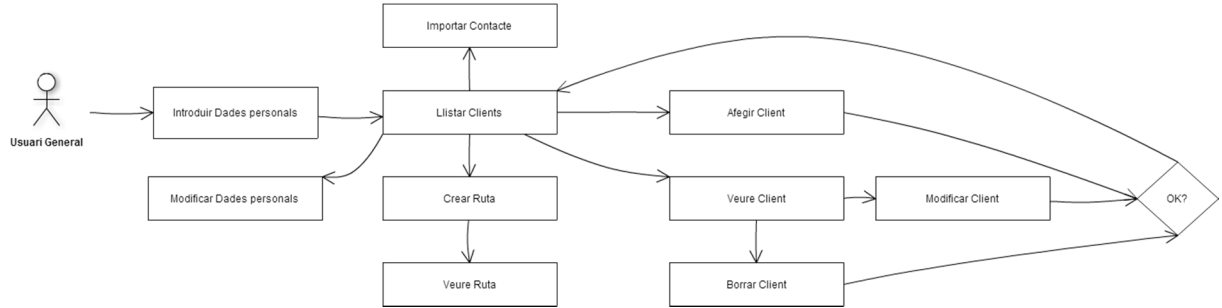 Importar Contacte
Introduir Dades personals
Llistar Clients
Afegir Client
Usuari General
Modificar Dades personals
Crear Ruta
Veure Client
Modificar Client
OK?
Veure Ruta
Borrar Client